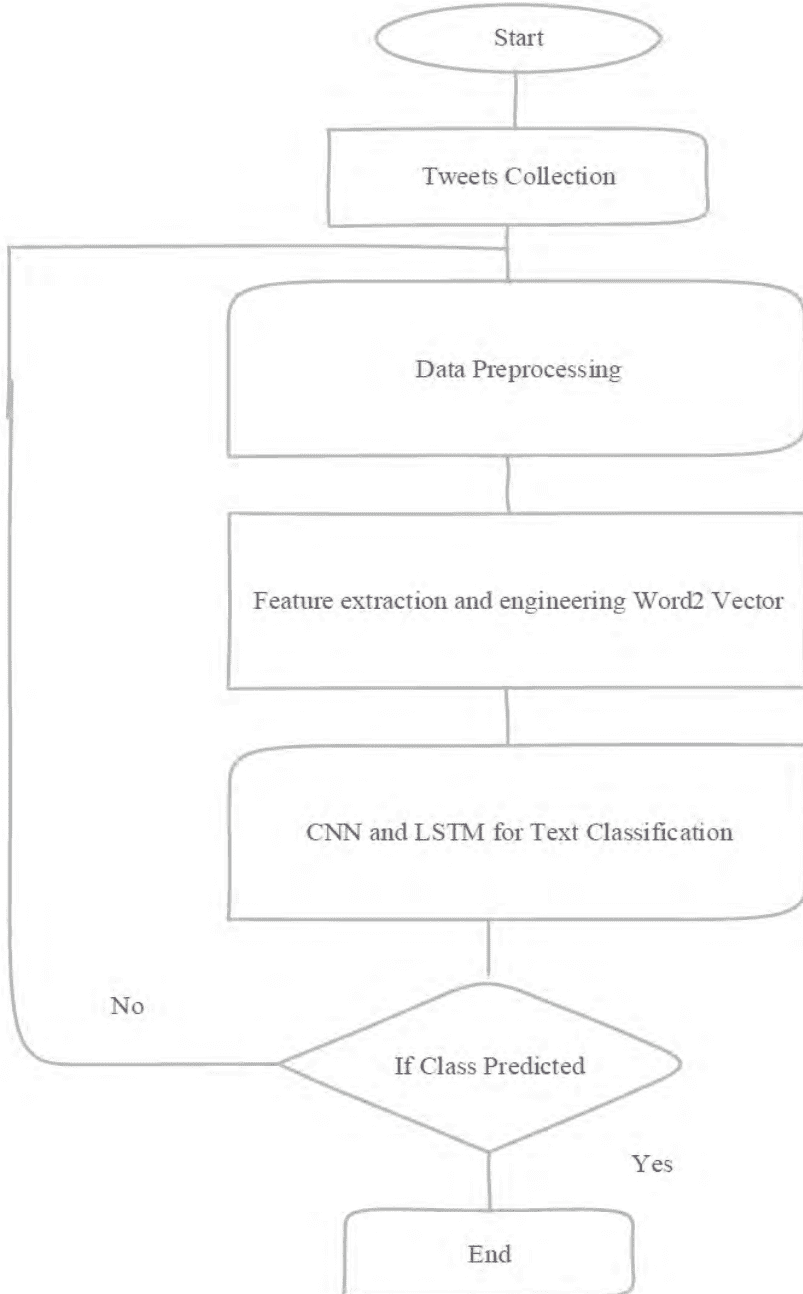 Start
Tweets Collection
Data Preprocessing
Feature extraction and engineering Word2 Vector
CNN and LSTM for Text Classification
No
If Class Predicted
Yes
End